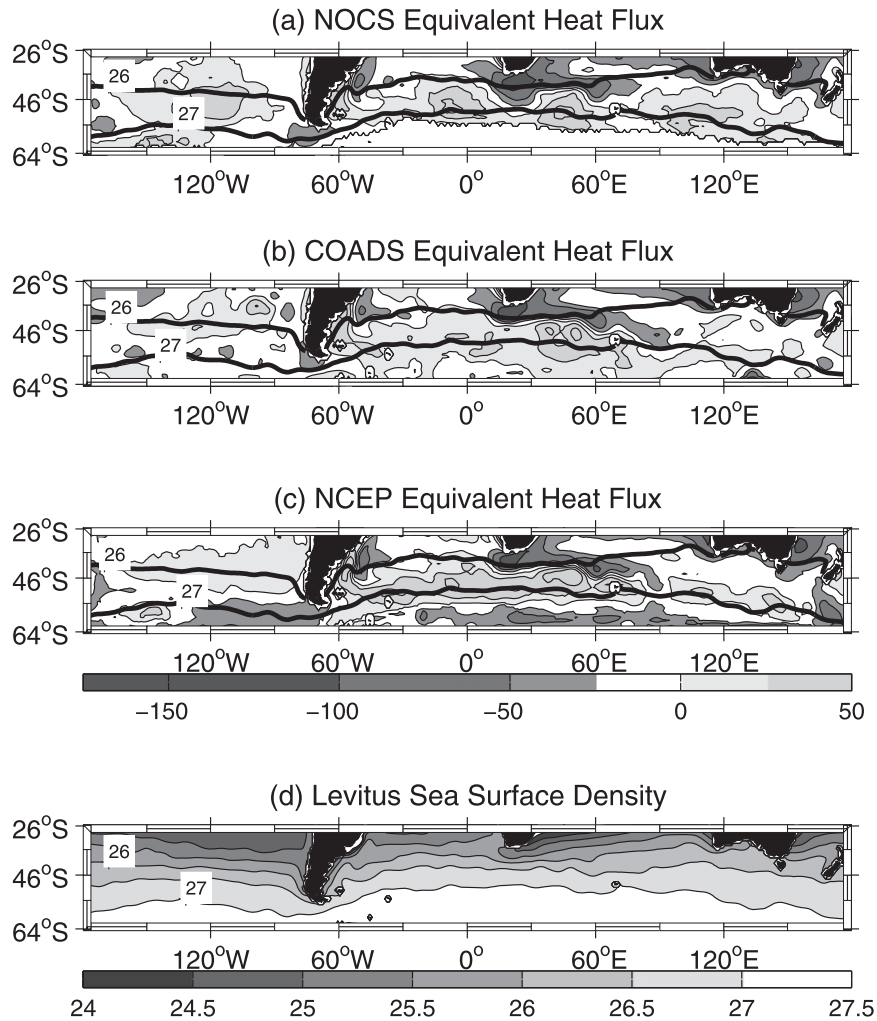 (a) NOCS Equivalent Heat Flux
26°S
26
46°S
27
64°S
120°W 60°W 0° 60°E 120°E
(b) COADS Equivalent Heat Flux
26°S
26
46°S
27
64°S
120°W 60°W 0° 60°E 120°E
(c) NCEP Equivalent Heat Flux
26°S
26
46°S
27
64°S
120°W 60°W 0° 60°E 120°E
−150 −100 −50 0 50
(d) Levitus Sea Surface Density
26°S
26
46°S
27
64°S
120°W 60°W 0° 60°E 120°E
24 24.5 25 25.5 26 26.5 27 27.5